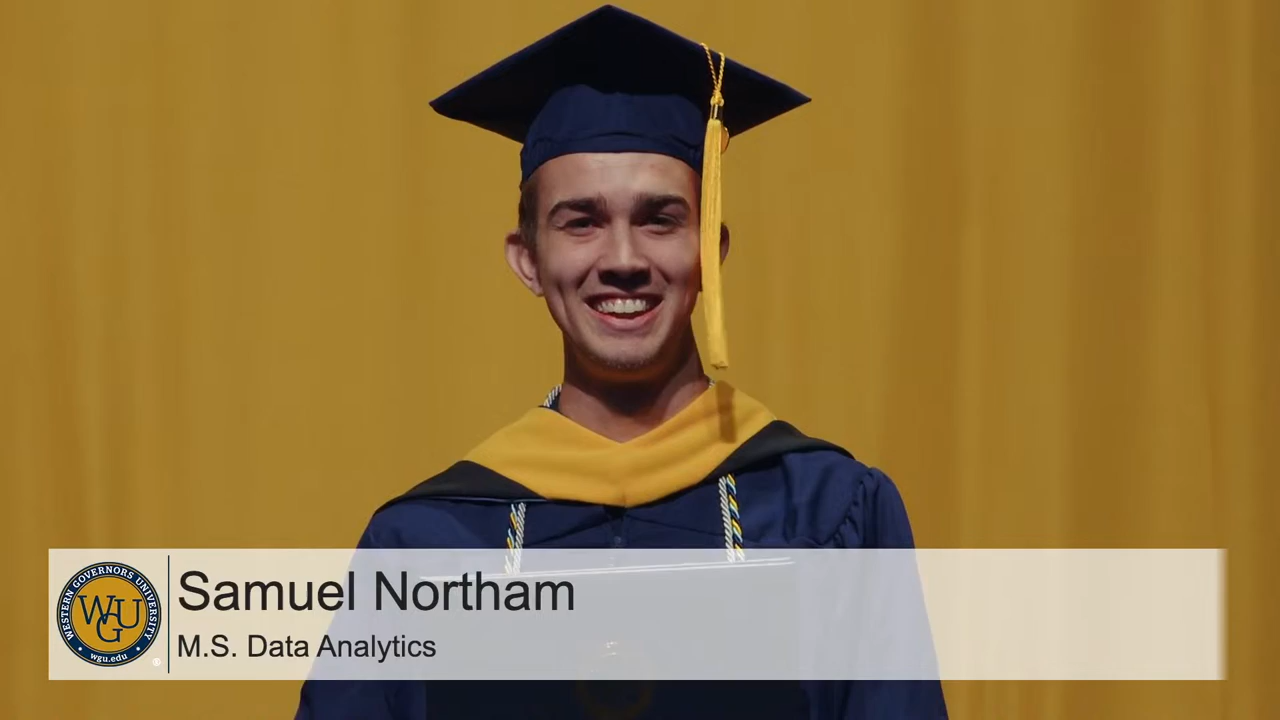 Samuel Northam
M.S. Data Analytics
WESTERN GOVERNORS UNIVERSITY
WGU
wgu.edu
®